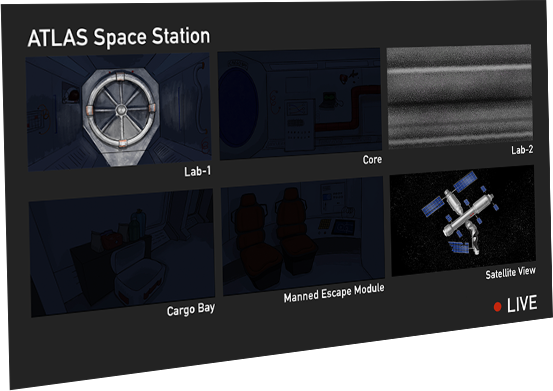 ATLAS Space Station
Lab-1
Core
Lab-2
Cargo Bay
Manned Escape Module
Satellite View
LIVE